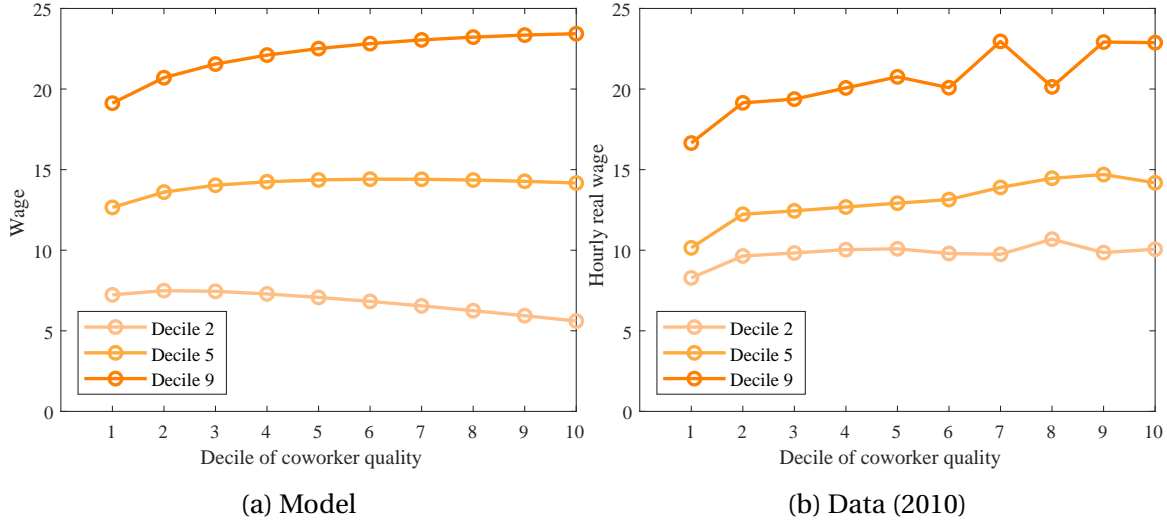 25
20
15
10
5
0
Wage
Decile 2
Decile 5
Decile 9
1 2 3 4 5 6 7 8 9 10
Decile of coworker quality
(a) Model
25
20
15
10
5
0
Hourly real wage
Decile 2
Decile 5
Decile 9
1 2 3 4 5 6 7 8 9 10
Decile of coworker quality
(b) Data (2010)